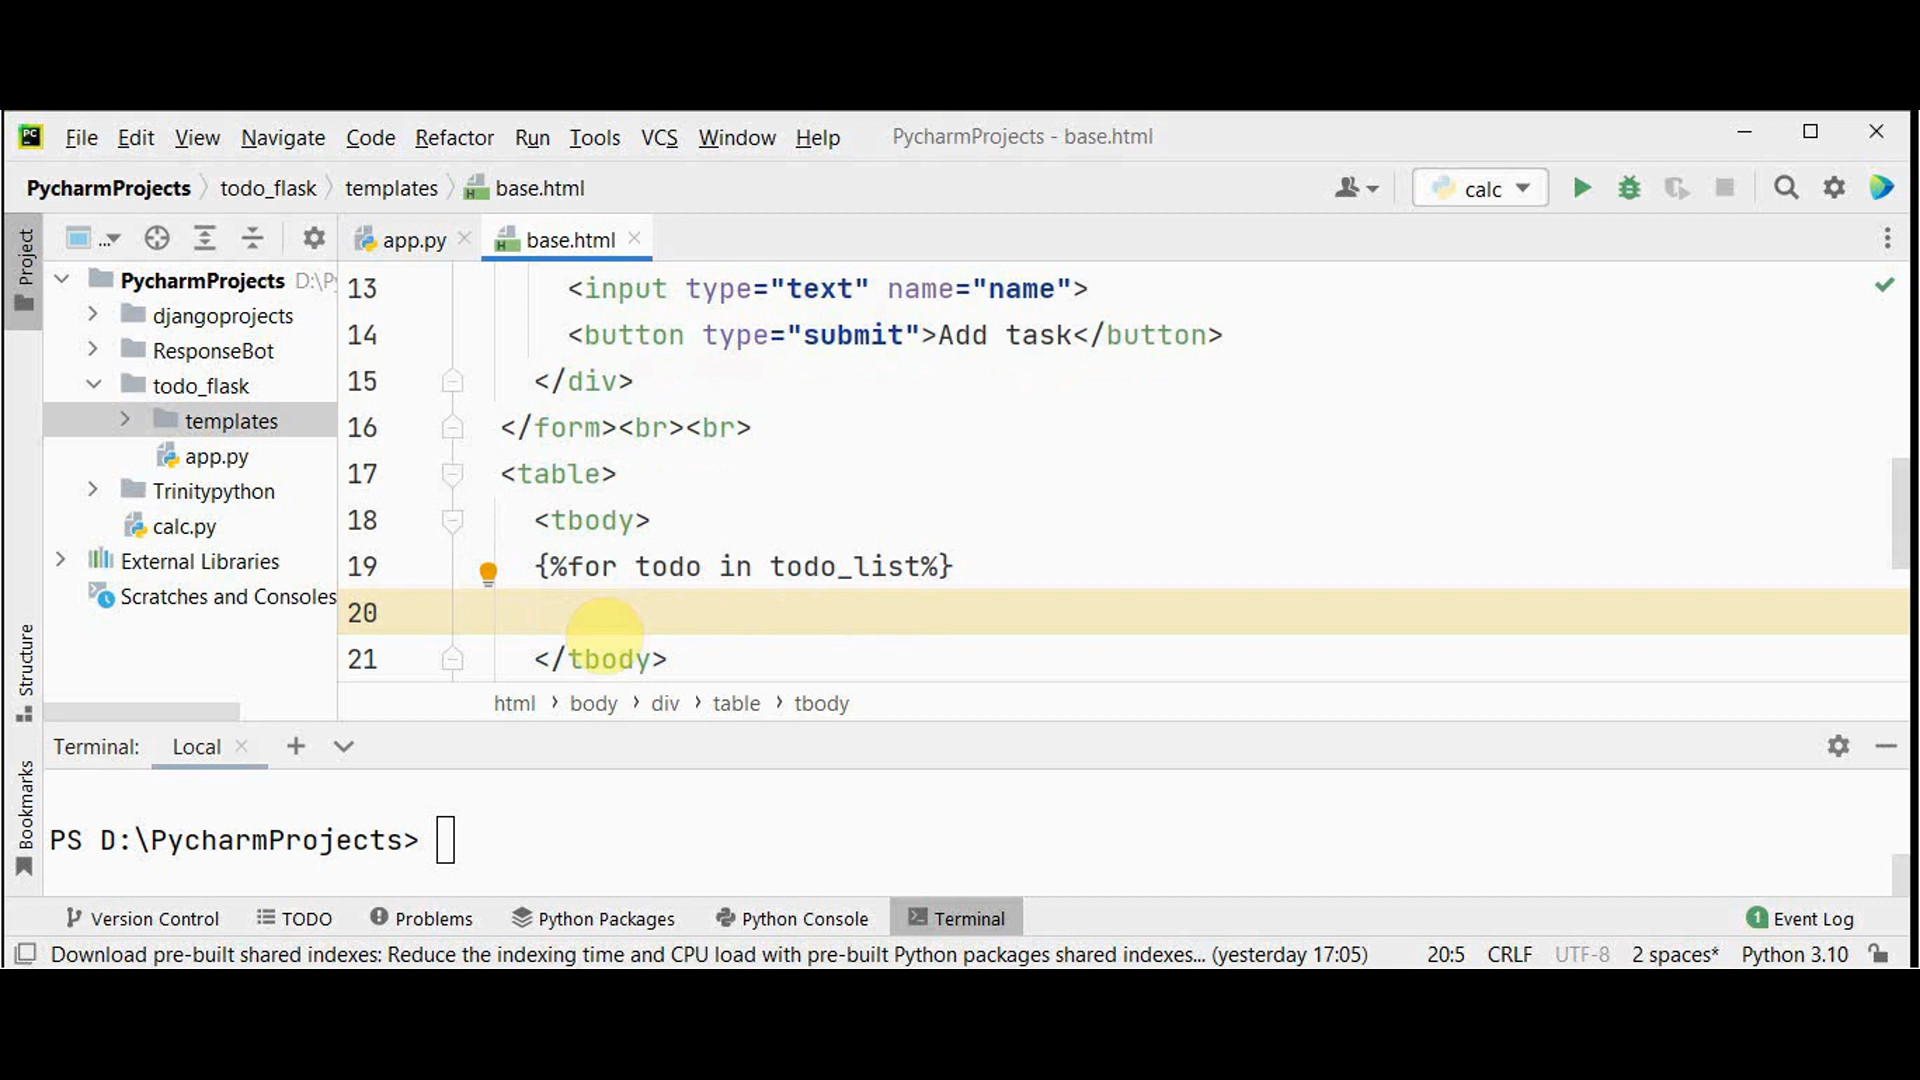 PC File Edit View Navigate Code Refactor Run Tools VCS Window Help PycharmProjects - base.html
PycharmProjects todo_flask templates base.html calc
Project
... app.py base.html
PycharmProjects D:\Py
djangoprojects
ResponseBot
todo_flask
templates
app.py
Trinitypython
calc.py
External Libraries
Scratches and Consoles
13 <input type="text" name="name">
14 <button type="submit">Add task</button>
15 </div>
16 </form><br><br>
17 <table>
18 <tbody>
19 {%for todo in todo_list%}
20
21 </tbody>
html › body › div › table › tbody
Structure
Bookmarks
Terminal: Local
PS D:\PycharmProjects>
Version Control TODO Problems Python Packages Python Console Terminal 1 Event Log
Download pre-built shared indexes: Reduce the indexing time and CPU load with pre-built Python packages shared indexes... (yesterday 17:05) 20:5 CRLF UTF-8 2 spaces* Python 3.10